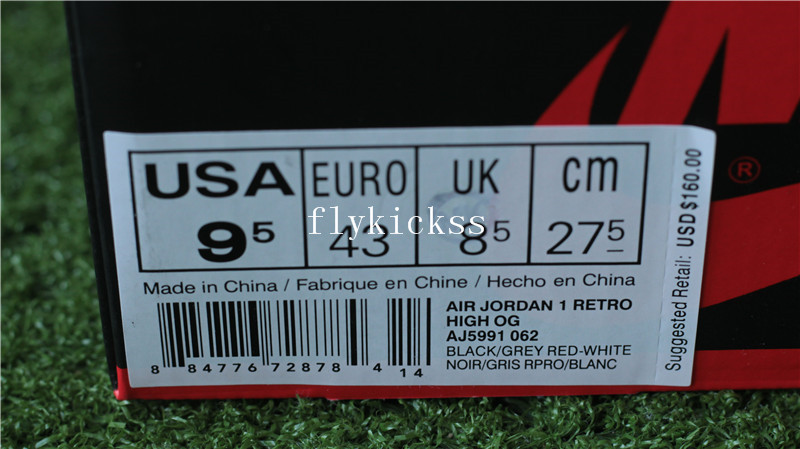 USA EURO UK cm
9⁵ 43 8⁵ 27⁵
flykickss
Made in China / Fabrique en Chine / Hecho en China
AIR JORDAN 1 RETRO
HIGH OG
AJ5991 062
BLACK/GREY RED-WHITE
NOIR/GRIS RPRO/BLANC
8 84776 72878 4 14
Suggested Retail: USD $160.00
®